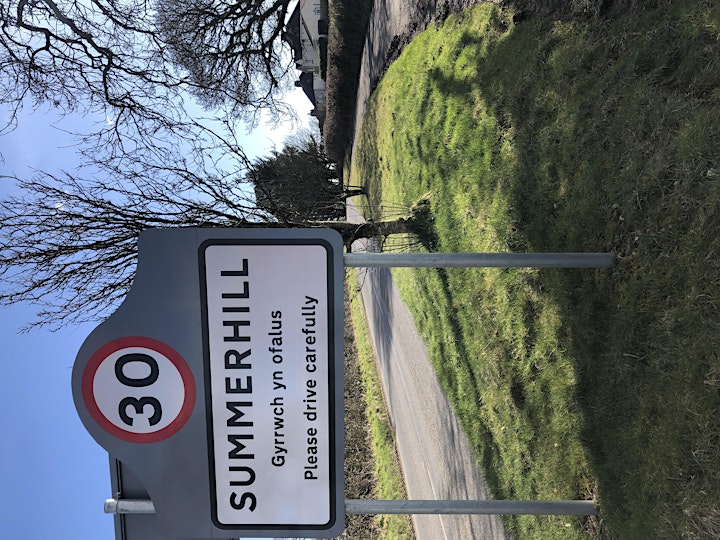 30
SUMMERHILL
Gyrrwch yn ofalus
Please drive carefully